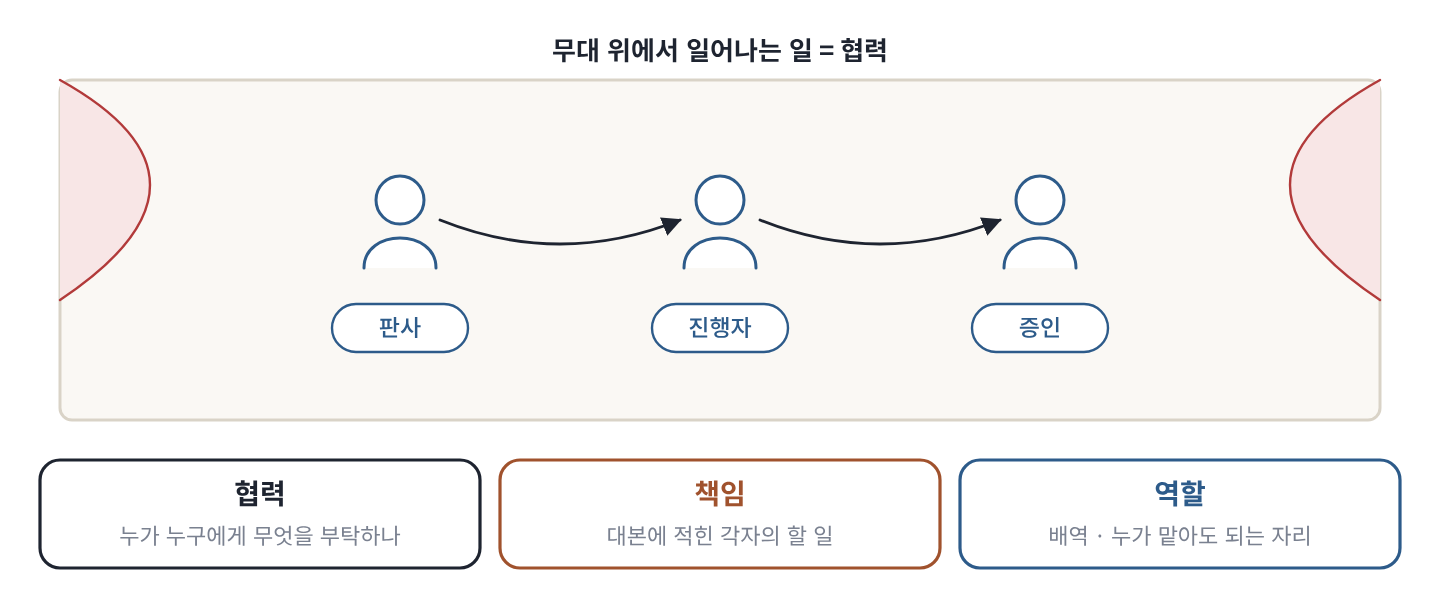 무대 위에서 일어나는 일 = 협력
판사
진행자
증인
협력
누가 누구에게 무엇을 부탁하나
책임
대본에 적힌 각자의 할 일
역할
배역 · 누가 맡아도 되는 자리